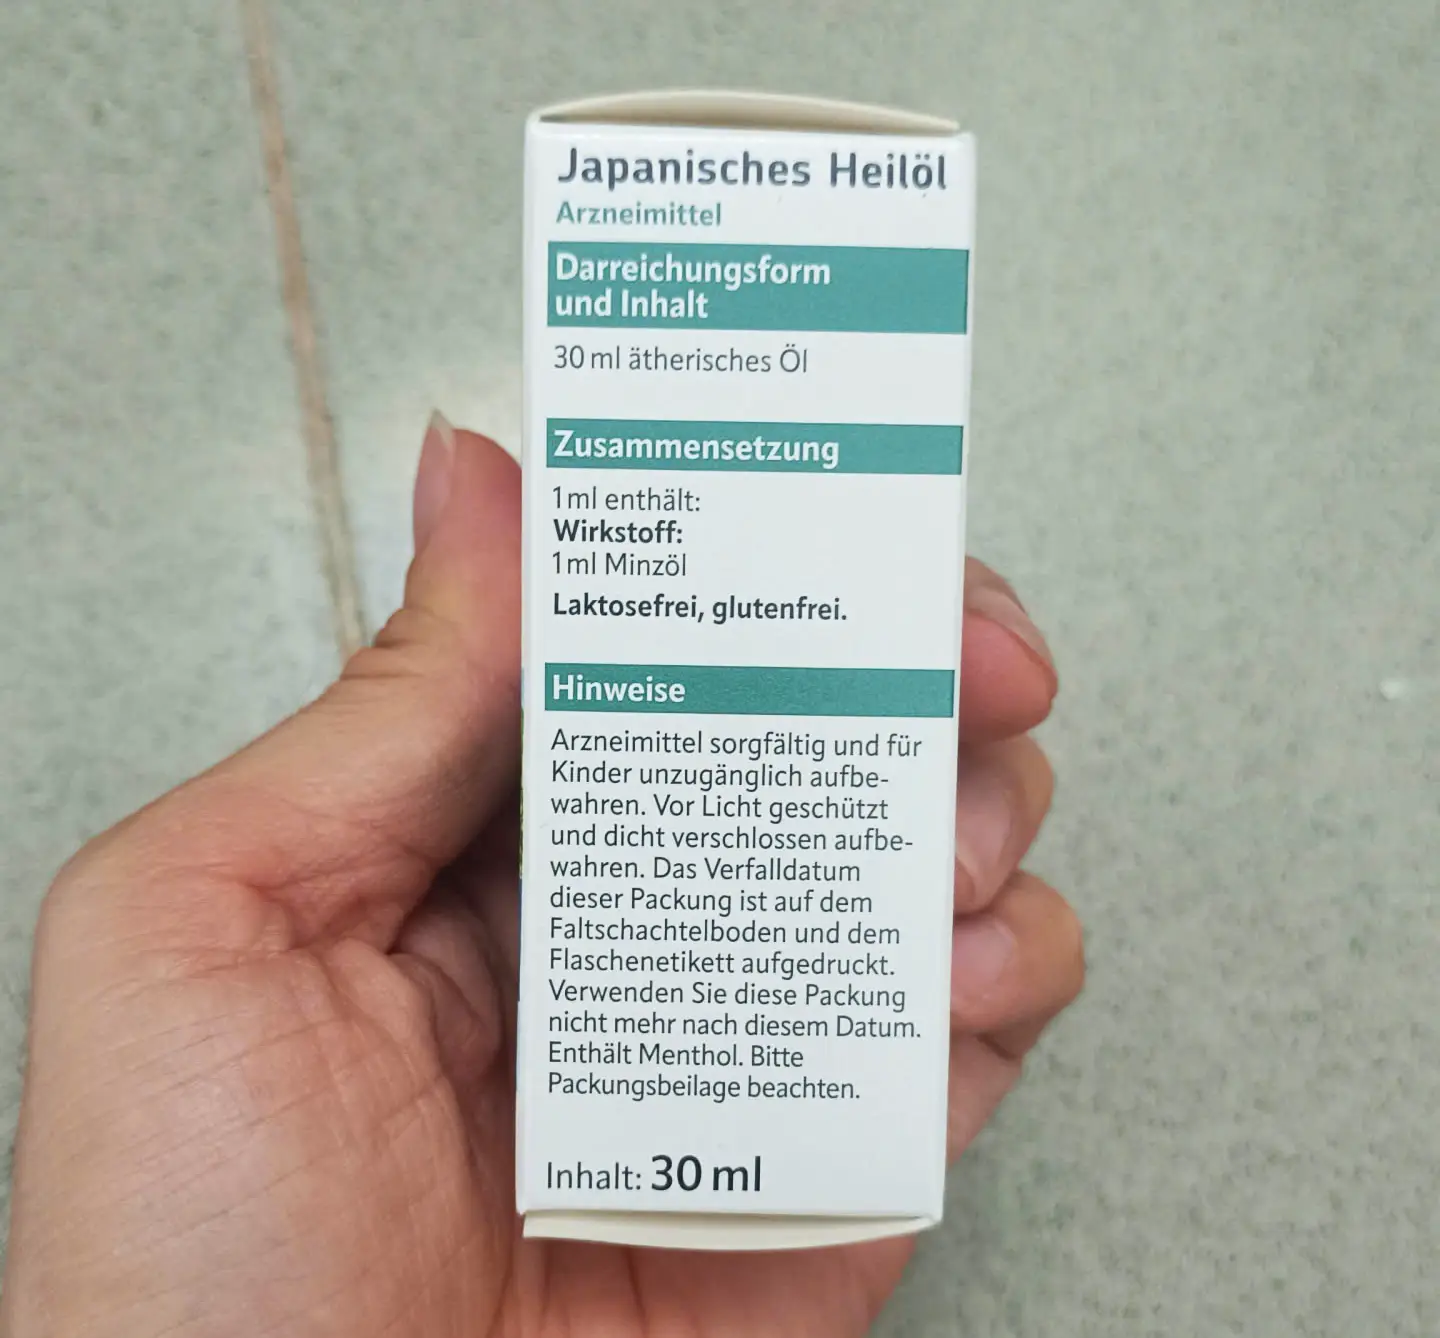 Japanisches Heilöl
Arzneimittel
Darreichungsform
und Inhalt
30 ml ätherisches Öl
Zusammensetzung
1 ml enthält:
Wirkstoff:
1 ml Minzöl
Laktosefrei, glutenfrei.
Hinweise
Arzneimittel sorgfältig und für
Kinder unzugänglich aufbe-
wahren. Vor Licht geschützt
und dicht verschlossen aufbe-
wahren. Das Verfalldatum
dieser Packung ist auf dem
Faltschachtelboden und dem
Flaschenetikett aufgedruckt.
Verwenden Sie diese Packung
nicht mehr nach diesem Datum.
Enthält Menthol. Bitte
Packungsbeilage beachten.
Inhalt: 30 ml